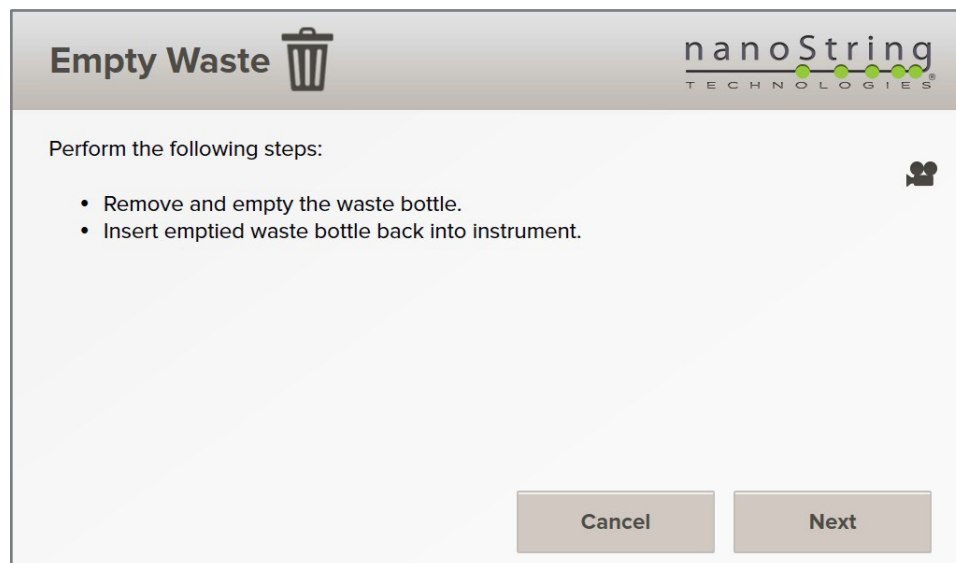 Empty Waste
nanoString
TECHNOLOGIES®
Perform the following steps:
• Remove and empty the waste bottle.
• Insert emptied waste bottle back into instrument.
Cancel
Next